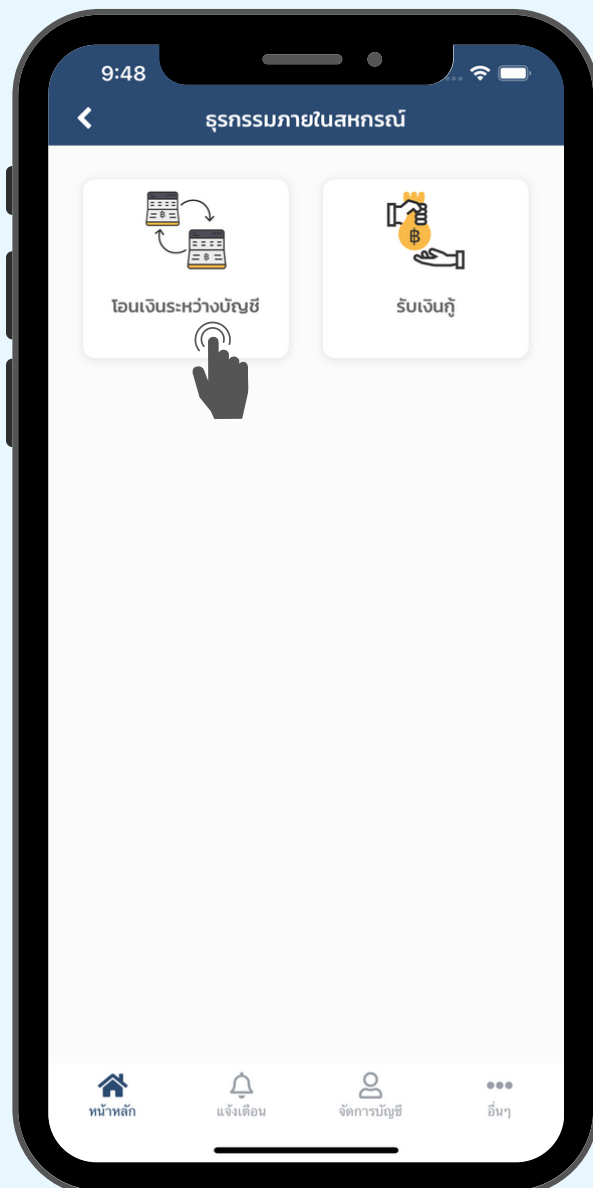 9:48
ธุรกรรมภายในสหกรณ์
โอนเงินระหว่างบัญชี
รับเงินกู้
หน้าหลัก
แจ้งเตือน
จัดการบัญชี
อื่นๆ